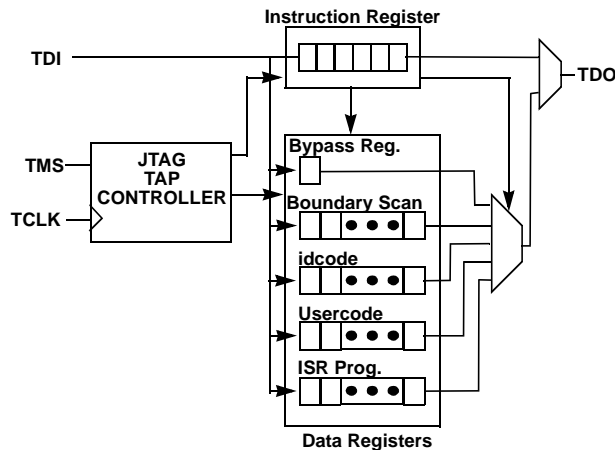 Instruction Register
TDI
TDO
Bypass Reg.
JTAG
TAP
CONTROLLER
TMS
TCLK
Boundary Scan
idcode
Usercode
ISR Prog.
Data Registers